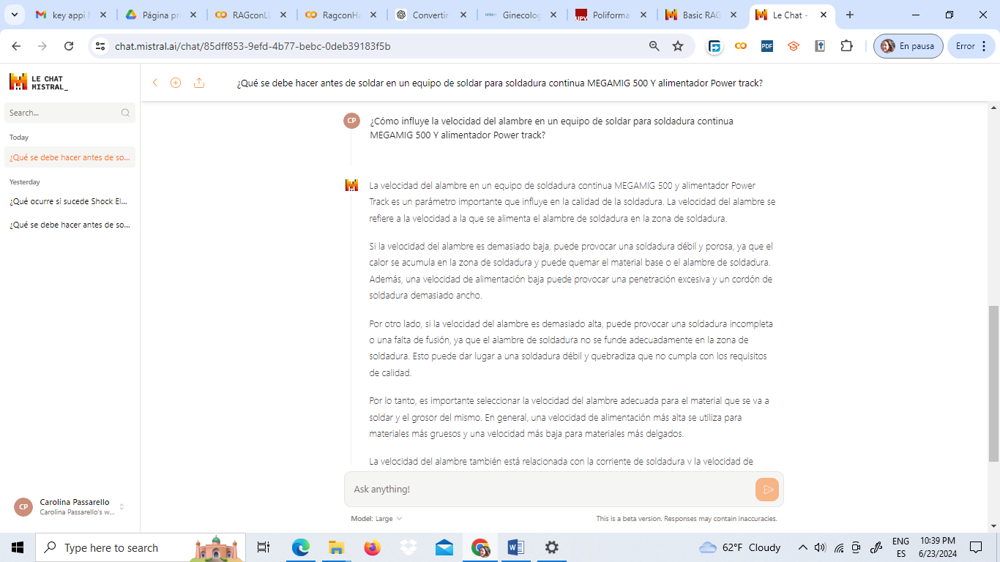 key appi
Página pri
RAGconLL
RagconHa
Convertir
Ginecolog
Poliforma
Basic RAG
Le Chat -
chat.mistral.ai/chat/85dff853-9efd-4b77-bebc-0deb39183f5b
PDF
En pausa
Error
LE CHAT
MISTRAL_
¿Qué se debe hacer antes de soldar en un equipo de soldar para soldadura continua MEGAMIG 500 Y alimentador Power track?
Search...
Today
¿Qué se debe hacer antes de so...
Yesterday
¿Qué ocurre si sucede Shock El...
¿Qué se debe hacer antes de so...
CP
¿Cómo influye la velocidad del alambre en un equipo de soldar para soldadura continua
MEGAMIG 500 Y alimentador Power track?
La velocidad del alambre en un equipo de soldadura continua MEGAMIG 500 y alimentador Power
Track es un parámetro importante que influye en la calidad de la soldadura. La velocidad del alambre se
refiere a la velocidad a la que se alimenta el alambre de soldadura en la zona de soldadura.
Si la velocidad del alambre es demasiado baja, puede provocar una soldadura débil y porosa, ya que el
calor se acumula en la zona de soldadura y puede quemar el material base o el alambre de soldadura.
Además, una velocidad de alimentación baja puede provocar una penetración excesiva y un cordón de
soldadura demasiado ancho.
Por otro lado, si la velocidad del alambre es demasiado alta, puede provocar una soldadura incompleta
o una falta de fusión, ya que el alambre de soldadura no se funde adecuadamente en la zona de
soldadura. Esto puede dar lugar a una soldadura débil y quebradiza que no cumpla con los requisitos
de calidad.
Por lo tanto, es importante seleccionar la velocidad del alambre adecuada para el material que se va a
soldar y el grosor del mismo. En general, una velocidad de alimentación más alta se utiliza para
materiales más gruesos y una velocidad más baja para materiales más delgados.
La velocidad del alambre también está relacionada con la corriente de soldadura y la velocidad de
Ask anything!
Model: Large
This is a beta version. Responses may contain inaccuracies.
CP
Carolina Passarello
Carolina Passarello's w...
Type here to search
62°F Cloudy
ENG
ES
10:39 PM
6/23/2024